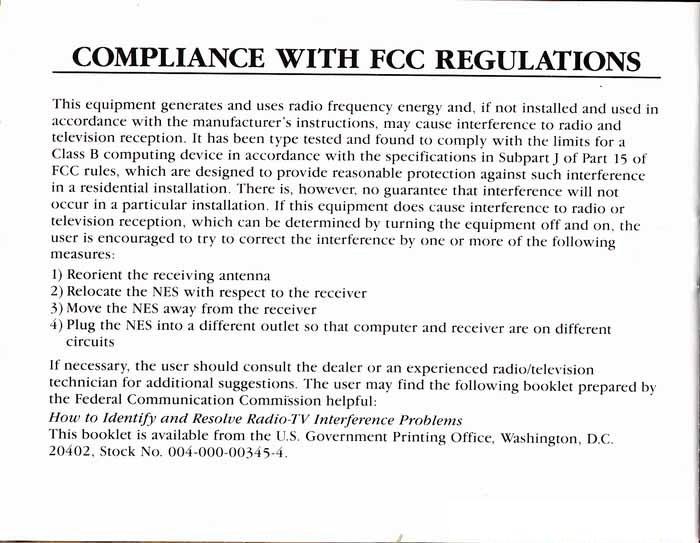 COMPLIANCE WITH FCC REGULATIONS
This equipment generates and uses radio frequency energy and, if not installed and used in
accordance with the manufacturer's instructions, may cause interference to radio and
television reception. It has been type tested and found to comply with the limits for a
Class B computing device in accordance with the specifications in Subpart J of Part 15 of
FCC rules, which are designed to provide reasonable protection against such interference
in a residential installation. There is, however, no guarantee that interference will not
occur in a particular installation. If this equipment does cause interference to radio or
television reception, which can be determined by turning the equipment off and on, the
user is encouraged to try to correct the interference by one or more of the following
measures:
1) Reorient the receiving antenna
2) Relocate the NES with respect to the receiver
3) Move the NES away from the receiver
4) Plug the NES into a different outlet so that computer and receiver are on different
circuits
If necessary, the user should consult the dealer or an experienced radio/television
technician for additional suggestions. The user may find the following booklet prepared by
the Federal Communication Commission helpful:
How to Identify and Resolve Radio-TV Interference Problems
This booklet is available from the U.S. Government Printing Office, Washington, D.C.
20402, Stock No. 004-000-00345-4.